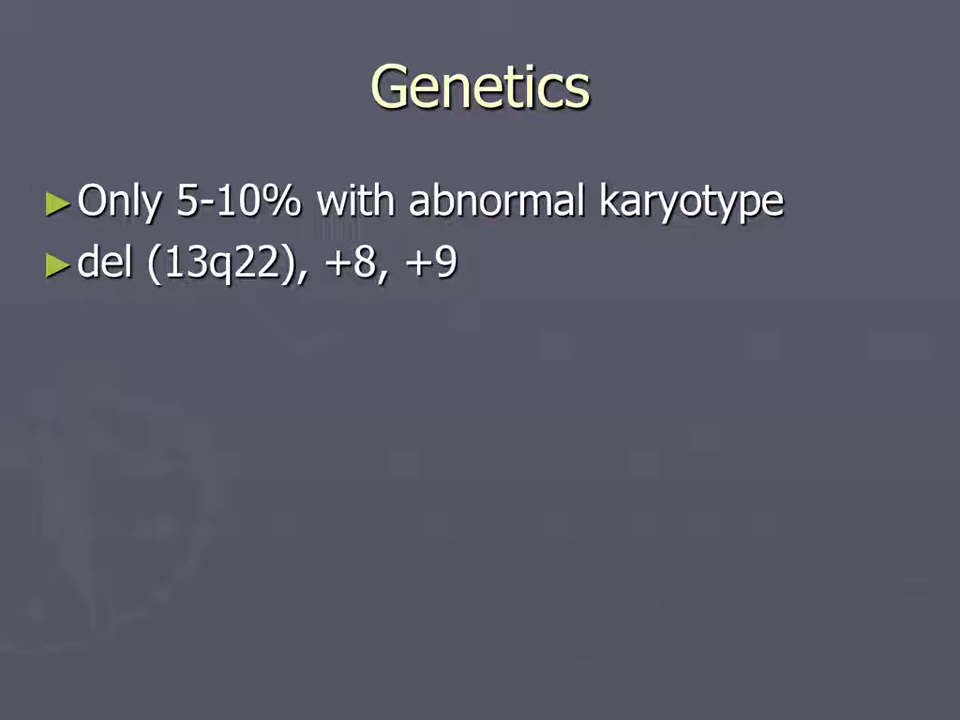 Genetics
Only 5-10% with abnormal karyotype
del (13q22), +8, +9